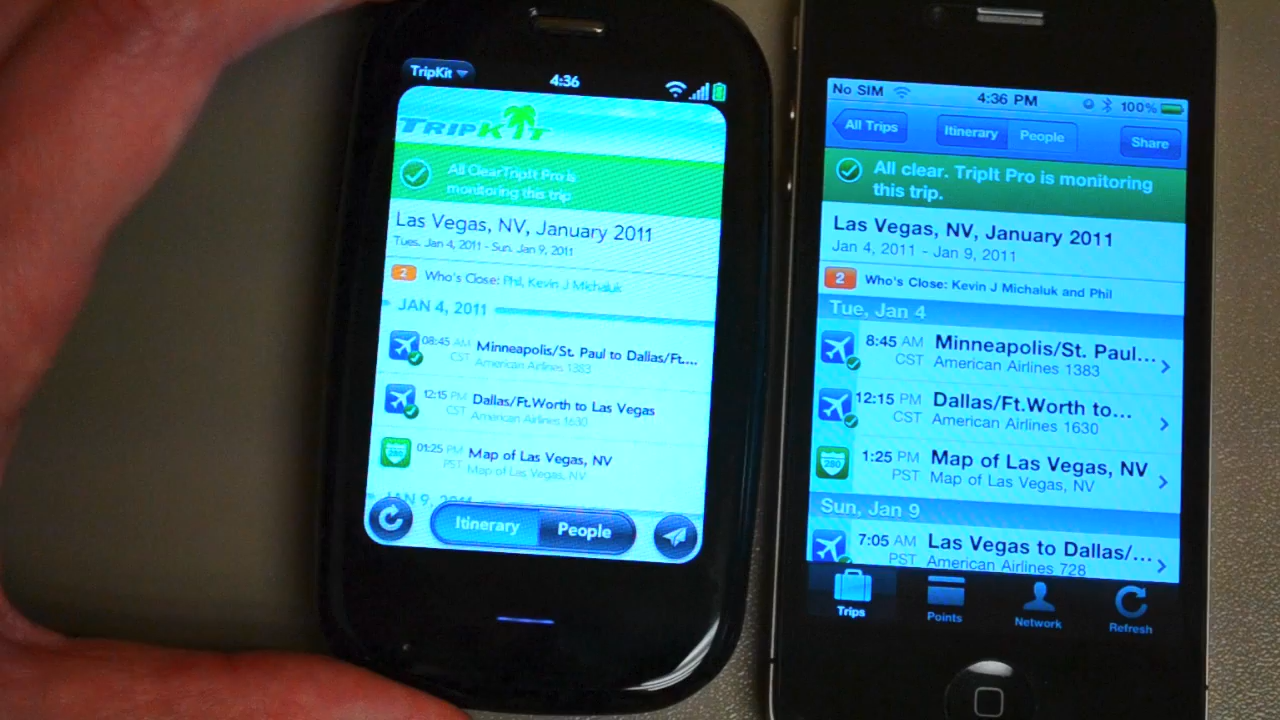 TripKit
4:36
TRIPKIT
All ClearTripIt Pro is
monitoring this trip
Las Vegas, NV, January 2011
Tues. Jan 4, 2011 - Sun. Jan 9, 2011
2 Who's Close: Phil, Kevin J Michaluk
JAN 4, 2011
08:45 AM Minneapolis/St. Paul to Dallas/Ft....
CST American Airlines 1383
12:15 PM Dallas/Ft.Worth to Las Vegas
CST American Airlines 1630
280 01:25 PM Map of Las Vegas, NV
PST Map of Las Vegas, NV
JAN 9, 2011
Itinerary People
No SIM 4:36 PM 100%
All Trips Itinerary People Share
All clear. TripIt Pro is monitoring
this trip.
Las Vegas, NV, January 2011
Jan 4, 2011 - Jan 9, 2011
2 Who's Close: Kevin J Michaluk and Phil
Tue, Jan 4
8:45 AM Minneapolis/St. Paul...
CST American Airlines 1383
12:15 PM Dallas/Ft.Worth to...
CST American Airlines 1630
280 1:25 PM Map of Las Vegas, NV
PST Map of Las Vegas, NV
Sun, Jan 9
7:05 AM Las Vegas to Dallas/...
PST American Airlines 728
Trips Points Network Refresh